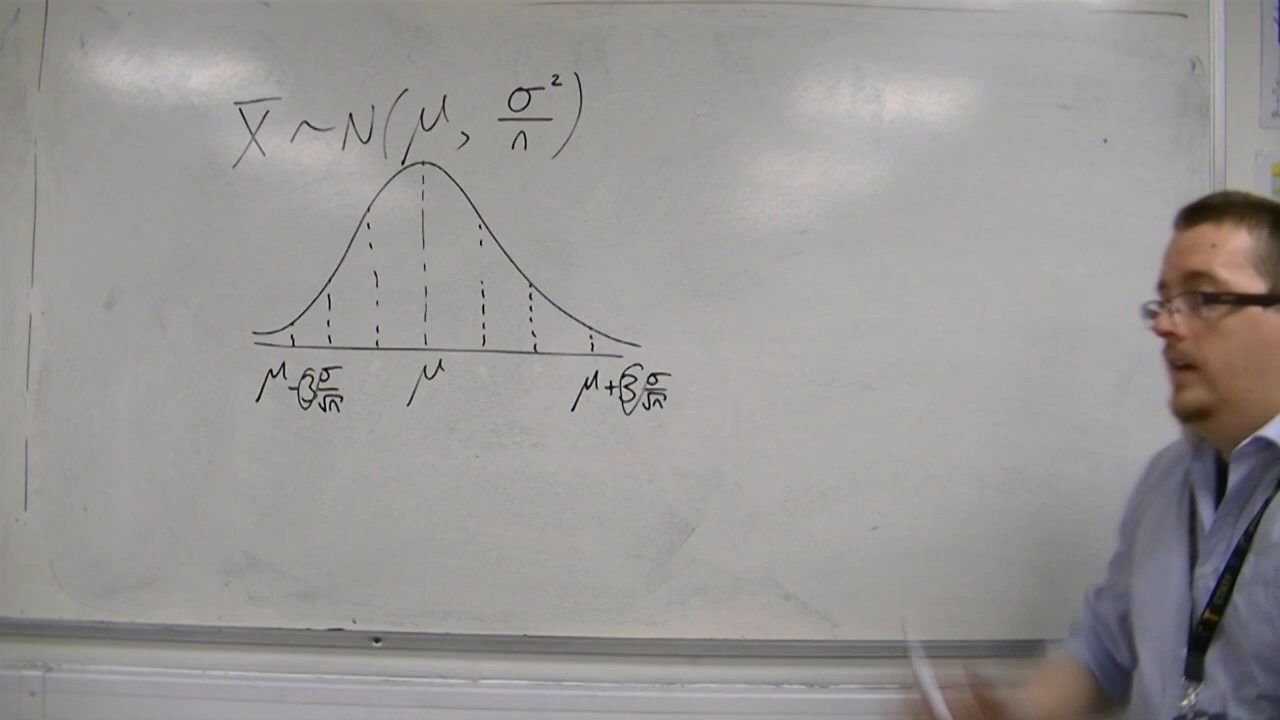 X̄ ~ N(μ, σ²/n)
μ-3σ/√n μ μ+3σ/√n